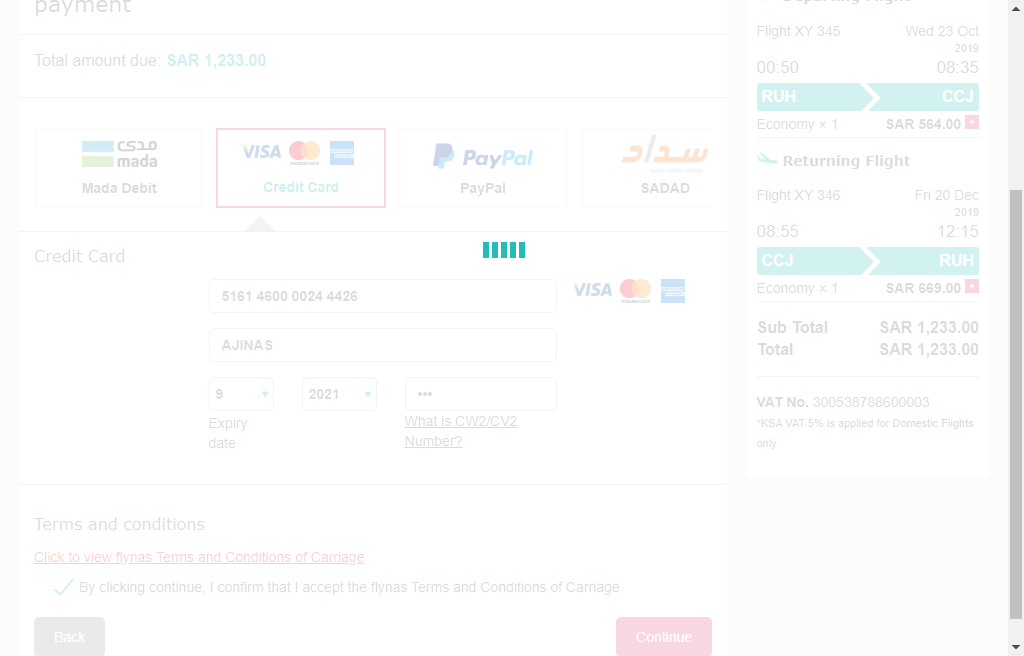 payment
Total amount due: SAR 1,233.00
مدى
mada
Mada Debit
VISA
mastercard
AMERICAN EXPRESS
Credit Card
PayPal
PayPal
سداد
SADAD
Credit Card
5161 4600 0024 4426
VISA
mastercard
AMERICAN EXPRESS
AJINAS
9
2021
•••
Expiry
date
What is CW2/CV2
Number?
Terms and conditions
Click to view flynas Terms and Conditions of Carriage
By clicking continue, I confirm that I accept the flynas Terms and Conditions of Carriage
Back
Continue
Flight XY 345
Wed 23 Oct
2019
00:50
08:35
RUH
CCJ
Economy × 1
SAR 564.00 +
Returning Flight
Flight XY 346
Fri 20 Dec
2019
08:55
12:15
CCJ
RUH
Economy × 1
SAR 669.00 +
Sub Total
SAR 1,233.00
Total
SAR 1,233.00
VAT No. 300538788600003
*KSA VAT 5% is applied for Domestic Flights
only